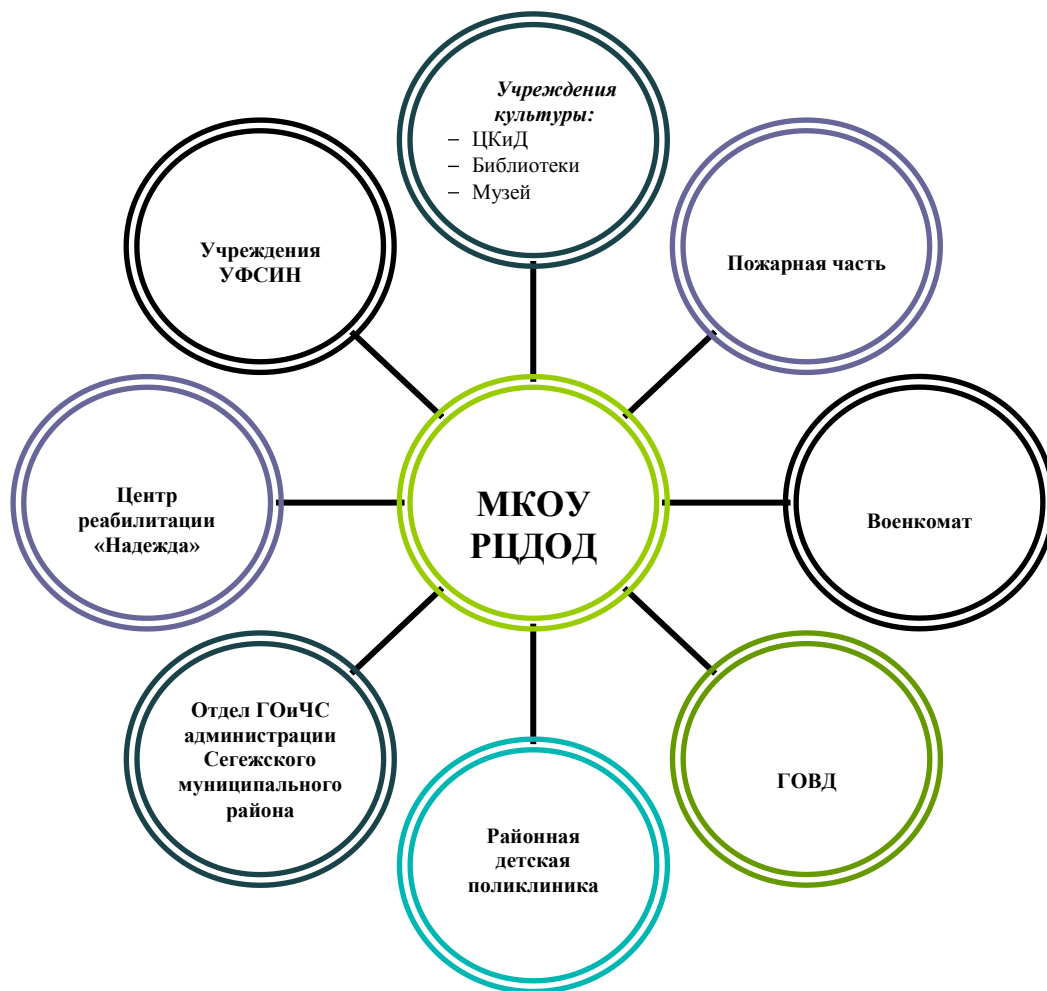 Учреждения
культуры:
– ЦКиД
– Библиотеки
– Музей
Пожарная часть
Учреждения
УФСИН
Центр
реабилитации
«Надежда»
МКОУ
РЦДОД
Военкомат
Отдел ГОиЧС
администрации
Сегежского
муниципального
района
ГОВД
Районная
детская
поликлиника